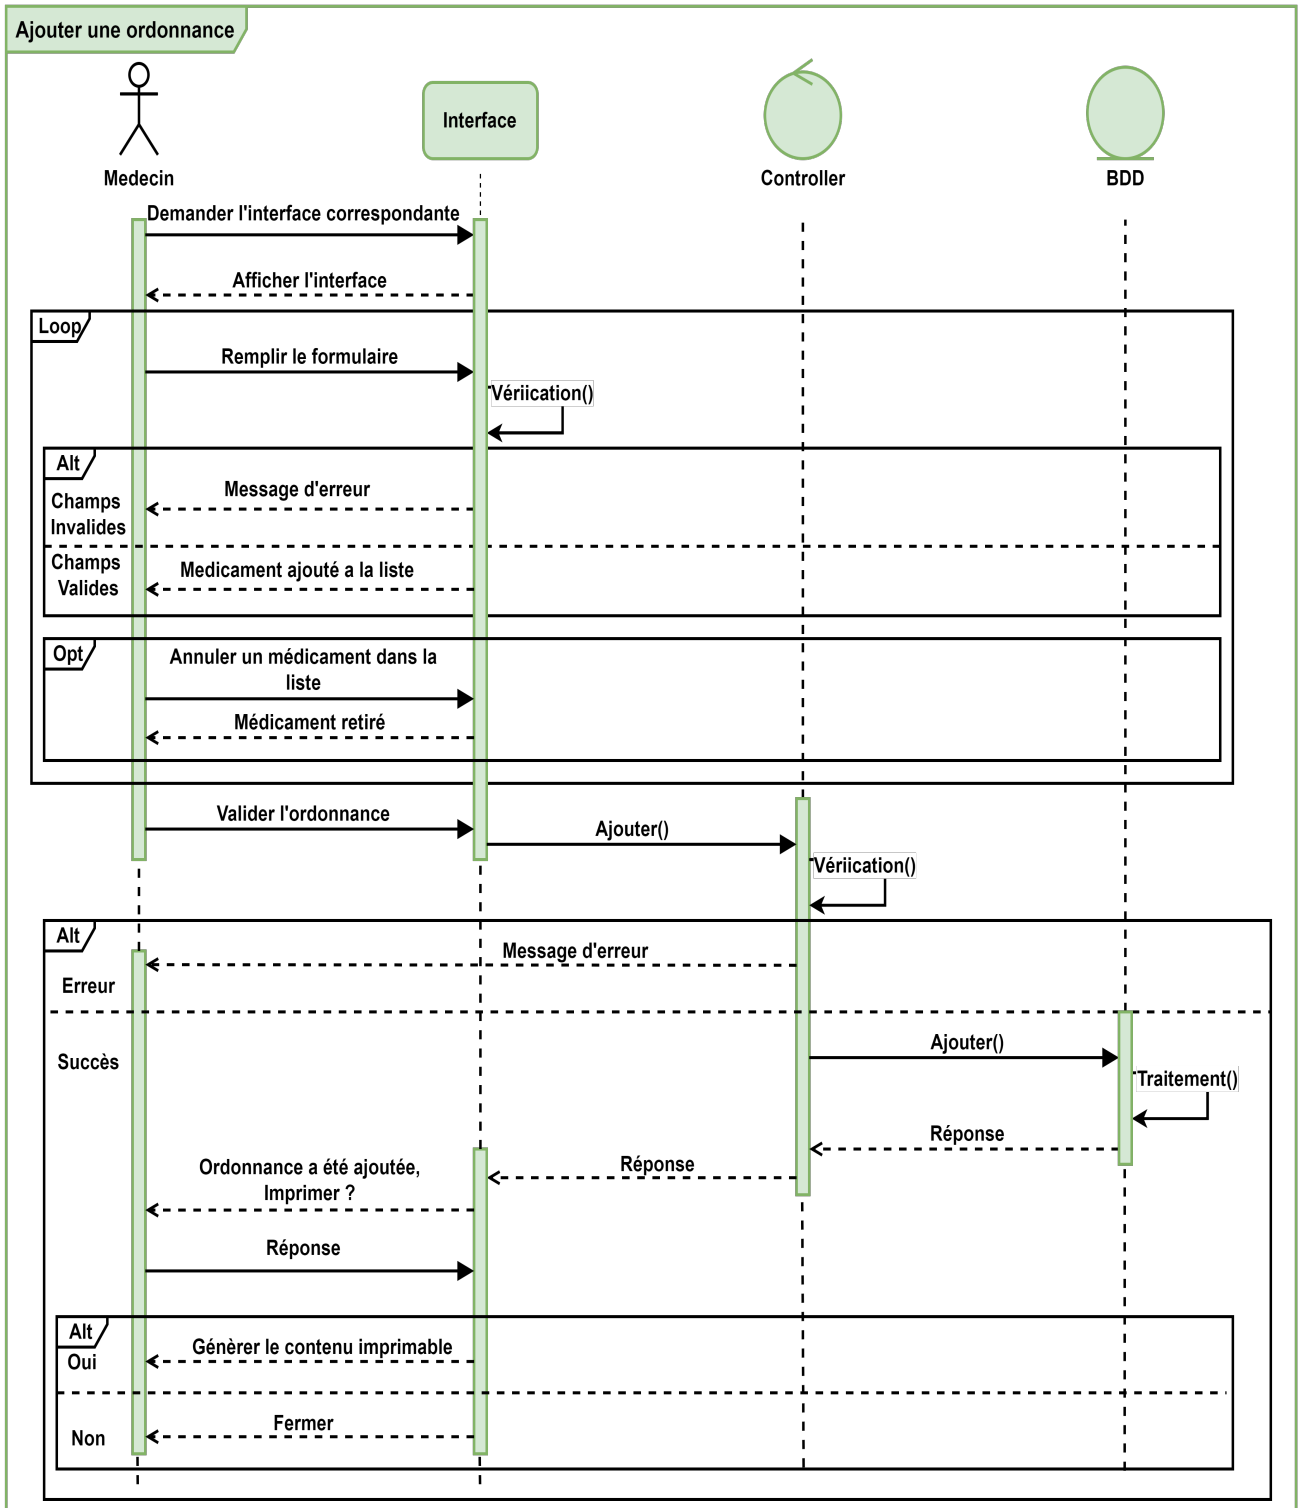 Ajouter une ordonnance
Interface
Medecin
Controller
BDD
Demander l'interface correspondante
Afficher l'interface
Loop
Remplir le formulaire
Vériication()
Alt
Message d'erreur
Champs
Invalides
Champs
Valides
Medicament ajouté a la liste
Opt
Annuler un médicament dans la
liste
Médicament retiré
Valider l'ordonnance
Ajouter()
Vériication()
Alt
Message d'erreur
Erreur
Succès
Ajouter()
Traitement()
Réponse
Réponse
Ordonnance a été ajoutée,
Imprimer ?
Réponse
Alt
Oui
Génèrer le contenu imprimable
Non
Fermer